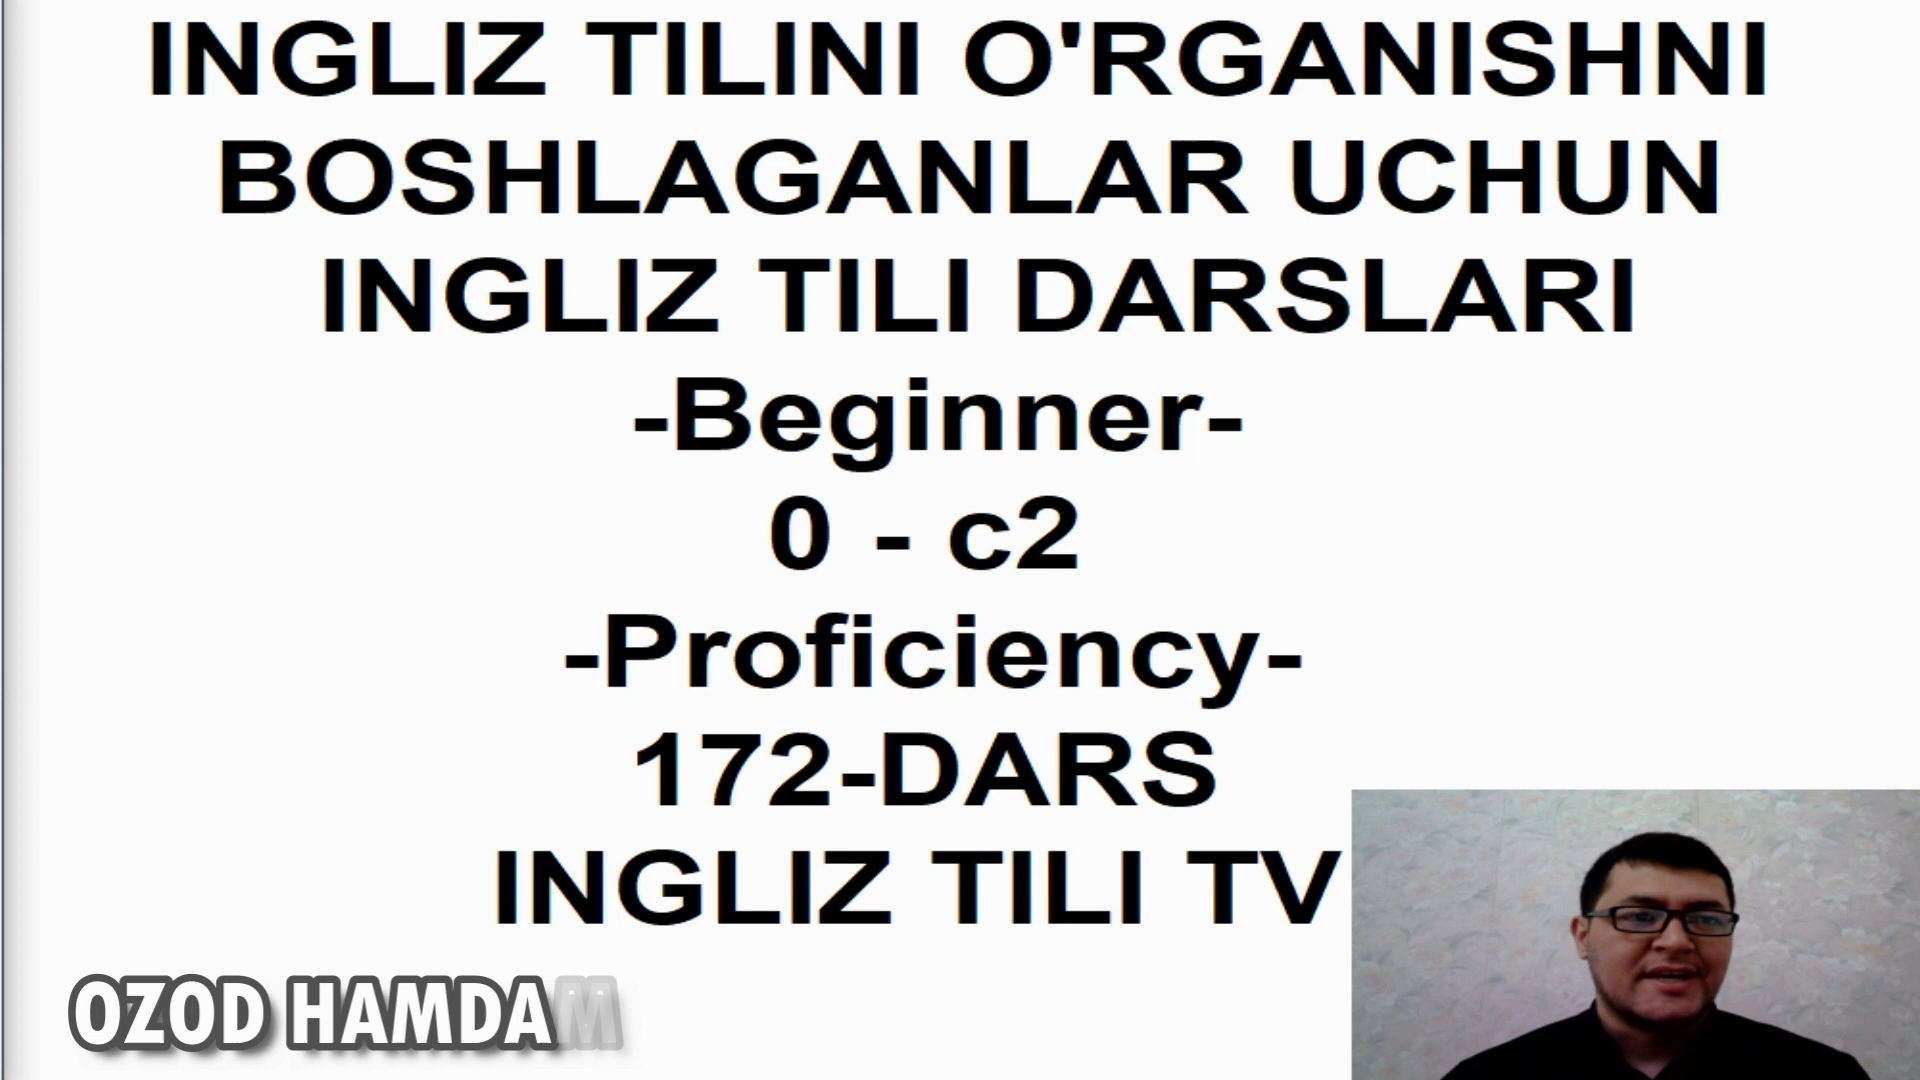 INGLIZ TILINI O'RGANISHNI
BOSHLAGANLAR UCHUN
INGLIZ TILI DARSLARI
-Beginner-
0 - c2
-Proficiency-
172-DARS
INGLIZ TILI TV
OZOD HAMDAM